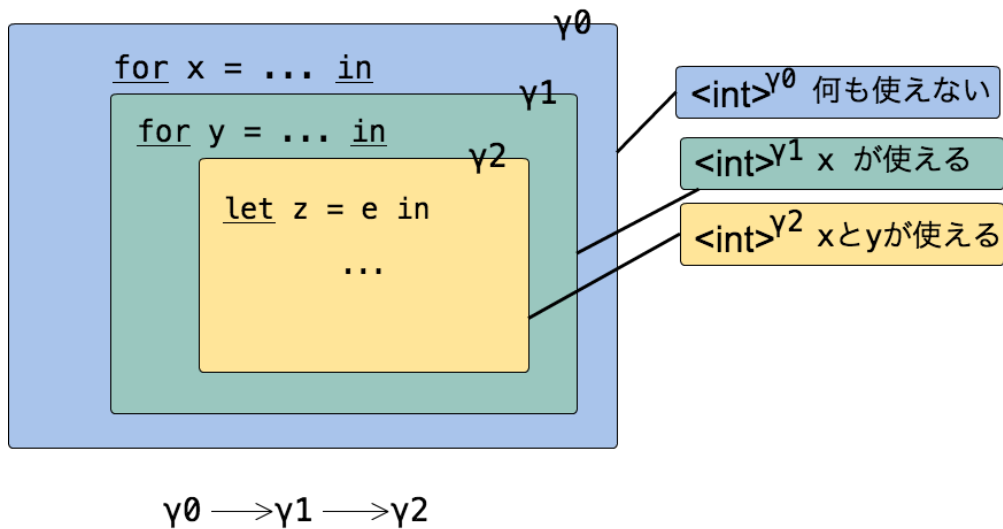 γ0
for x = ... in
γ1
for y = ... in
γ2
let z = e in
...
<int>γ0 何も使えない
<int>γ1 x が使える
<int>γ2 xとyが使える
γ0 → γ1 → γ2